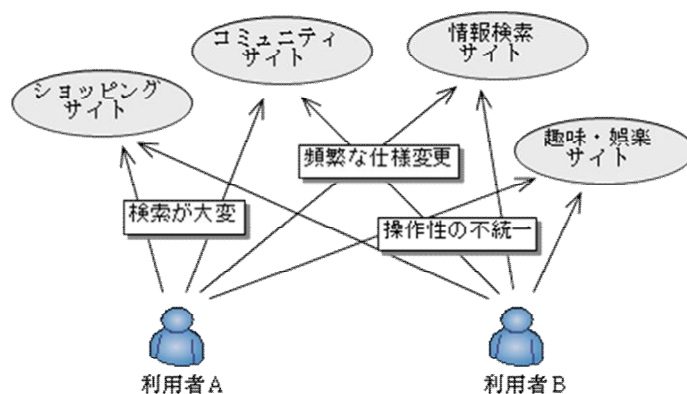 コミュニティ
サイト
情報検索
サイト
ショッピング
サイト
趣味・娯楽
サイト
頻繁な仕様変更
検索が大変
操作性の不統一
利用者A
利用者B